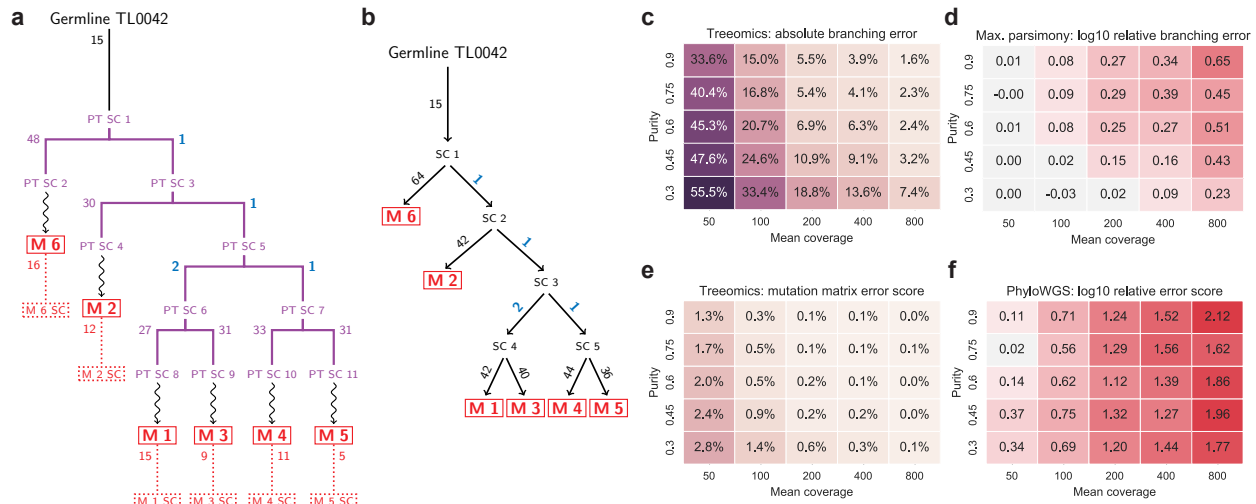 a
Germline TL0042
15
PT SC 1
48
1
PT SC 2
PT SC 3
30
1
PT SC 4
PT SC 5
M 6
2
1
16
PT SC 6
PT SC 7
M 6 SC
M 2
27
31
33
31
12
PT SC 8
PT SC 9
PT SC 10
PT SC 11
M 2 SC
M 1
M 3
M 4
M 5
15
9
11
5
M 1 SC
M 3 SC
M 4 SC
M 5 SC
b
Germline TL0042
15
SC 1
64
1
M 6
SC 2
42
1
M 2
SC 3
2
1
SC 4
SC 5
42
40
44
36
M 1
M 3
M 4
M 5
c
Treeomics: absolute branching error
Purity
0.9 33.6% 15.0% 5.5% 3.9% 1.6%
0.75 40.4% 16.8% 5.4% 4.1% 2.3%
0.6 45.3% 20.7% 6.9% 6.3% 2.4%
0.45 47.6% 24.6% 10.9% 9.1% 3.2%
0.3 55.5% 33.4% 18.8% 13.6% 7.4%
50 100 200 400 800
Mean coverage
d
Max. parsimony: log10 relative branching error
Purity
0.9 0.01 0.08 0.27 0.34 0.65
0.75 -0.00 0.09 0.29 0.39 0.45
0.6 0.01 0.08 0.25 0.27 0.51
0.45 0.00 0.02 0.15 0.16 0.43
0.3 0.00 -0.03 0.02 0.09 0.23
50 100 200 400 800
Mean coverage
e
Treeomics: mutation matrix error score
Purity
0.9 1.3% 0.3% 0.1% 0.1% 0.0%
0.75 1.7% 0.5% 0.1% 0.1% 0.1%
0.6 2.0% 0.5% 0.2% 0.1% 0.0%
0.45 2.4% 0.9% 0.2% 0.2% 0.0%
0.3 2.8% 1.4% 0.6% 0.3% 0.1%
50 100 200 400 800
Mean coverage
f
PhyloWGS: log10 relative error score
Purity
0.9 0.11 0.71 1.24 1.52 2.12
0.75 0.02 0.56 1.29 1.56 1.62
0.6 0.14 0.62 1.12 1.39 1.86
0.45 0.37 0.75 1.32 1.27 1.96
0.3 0.34 0.69 1.20 1.44 1.77
50 100 200 400 800
Mean coverage